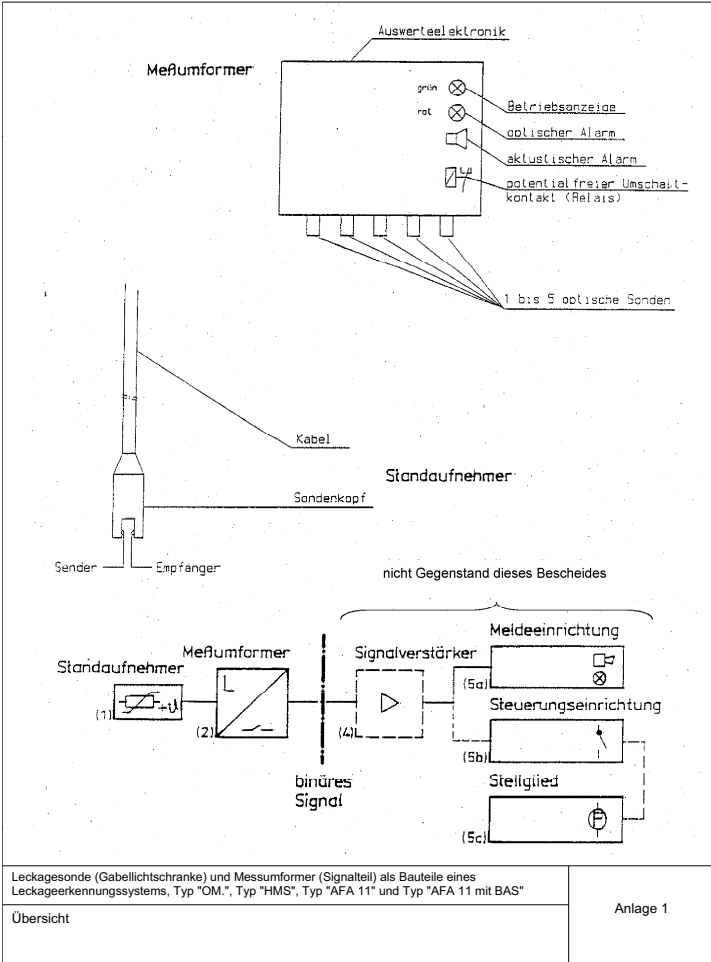 Auswerteelektronik
Meßumformer
grün
rot
Betriebsanzeige
optischer Alarm
aktustischer Alarm
potentialfreier Umschalt-
kontakt (Relais)
1 bis 5 optische Sonden
Kabel
Standaufnehmer
Sondenkopf
Sender
Empfänger
nicht Gegenstand dieses Bescheides
Meldeeinrichtung
Meßumformer
Signalverstärker
Standaufnehmer
(5a)
Steuerungseinrichtung
+ϑ
(1)
(2)
(4)
(5b)
binäres
Signal
Stellglied
(5c)
Leckagesonde (Gabellichtschranke) und Messumformer (Signalteil) als Bauteile eines
Leckageerkennungssystems, Typ "OM.", Typ "HMS", Typ "AFA 11" und Typ "AFA 11 mit BAS"
Anlage 1
Übersicht